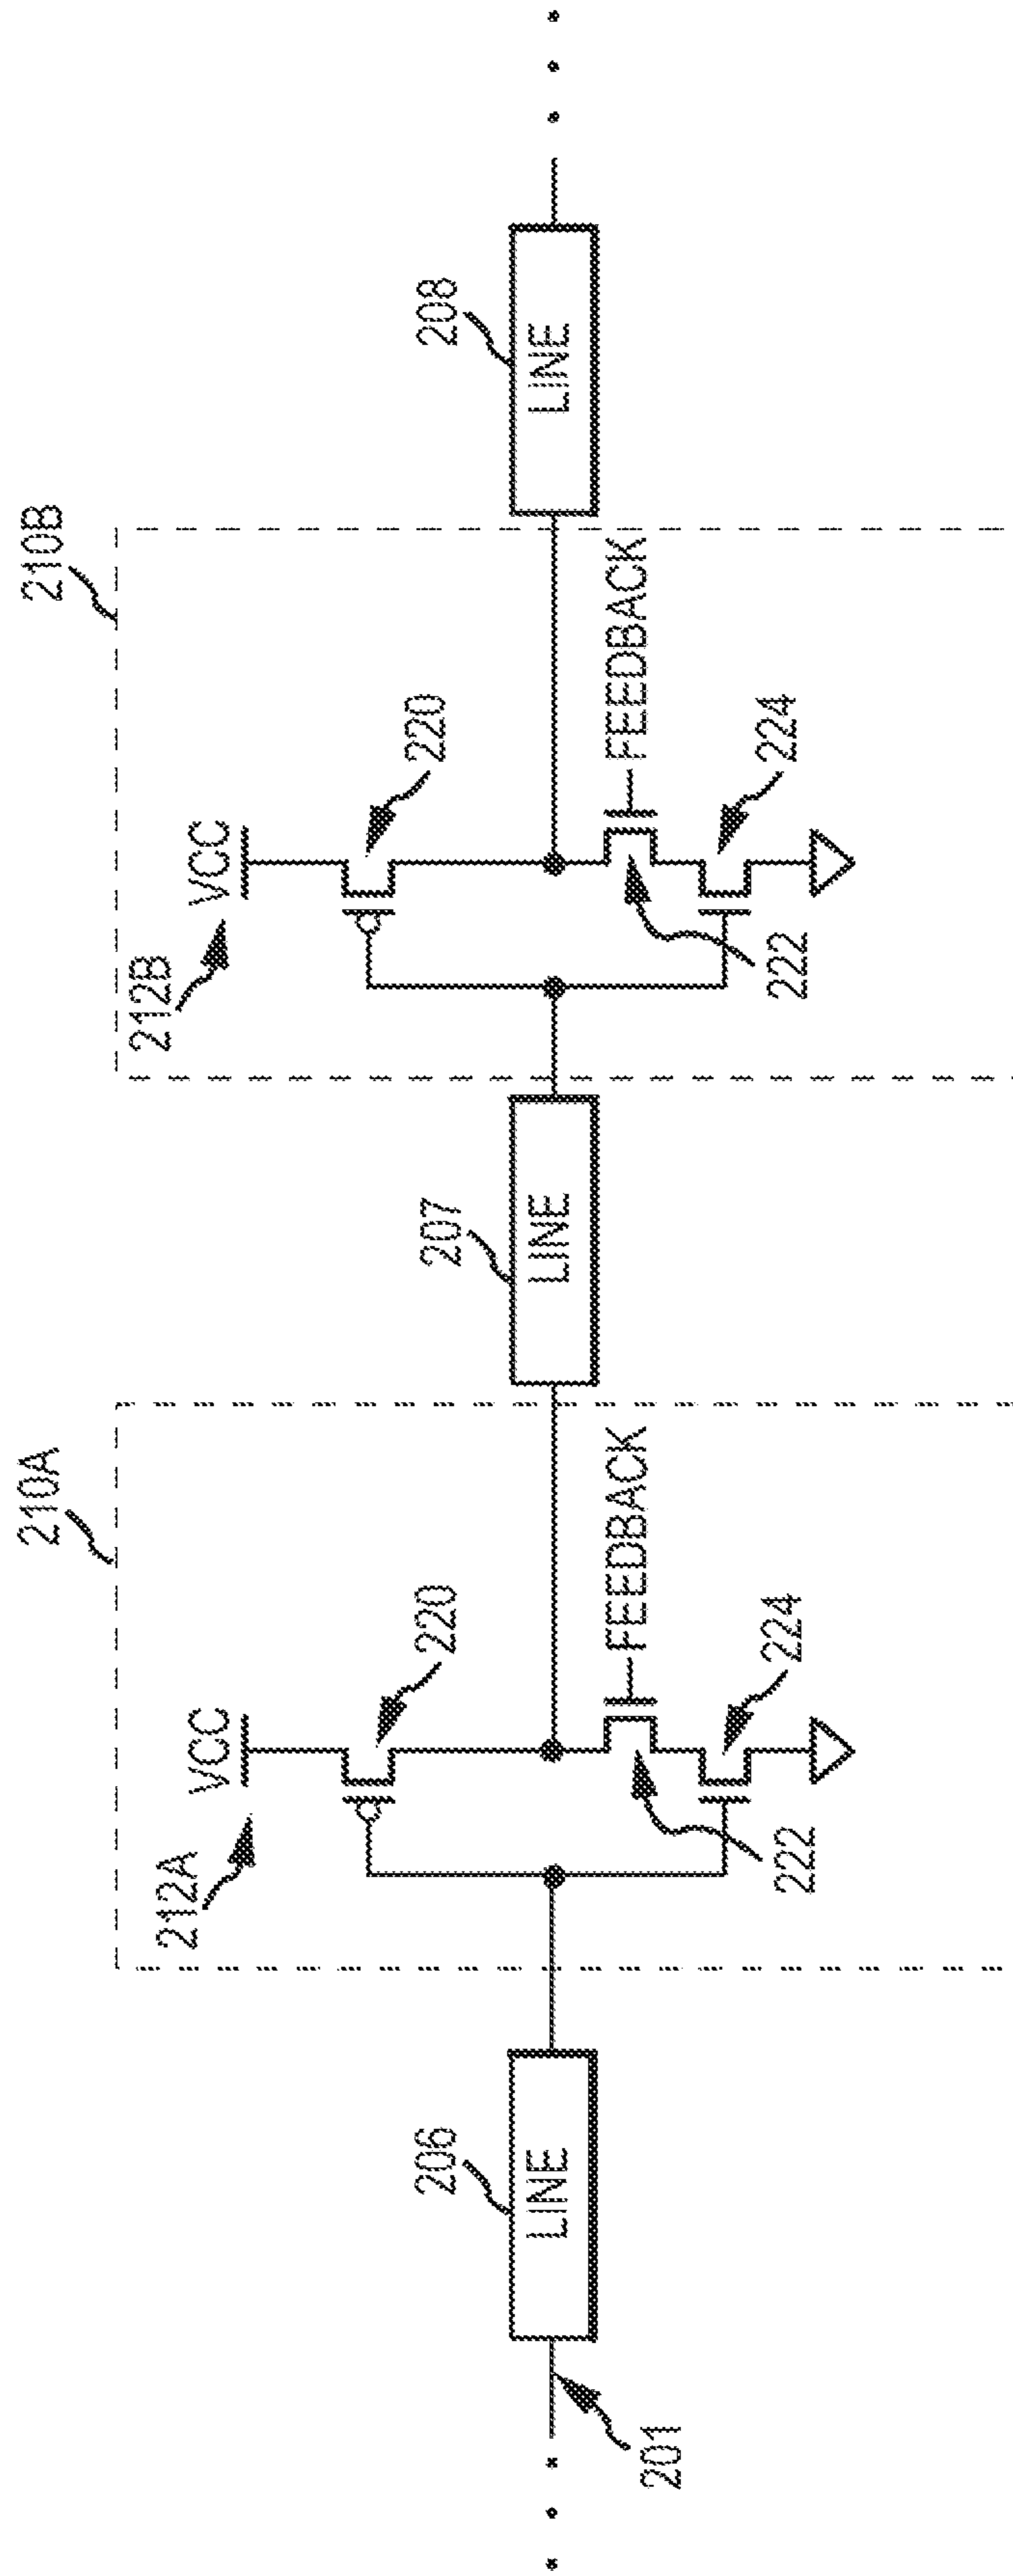 210A
210B
212A
VCC
212B
VCC
220
220
206
207
208
LINE
LINE
LINE
FEEDBACK
FEEDBACK
201
222
224
222
224